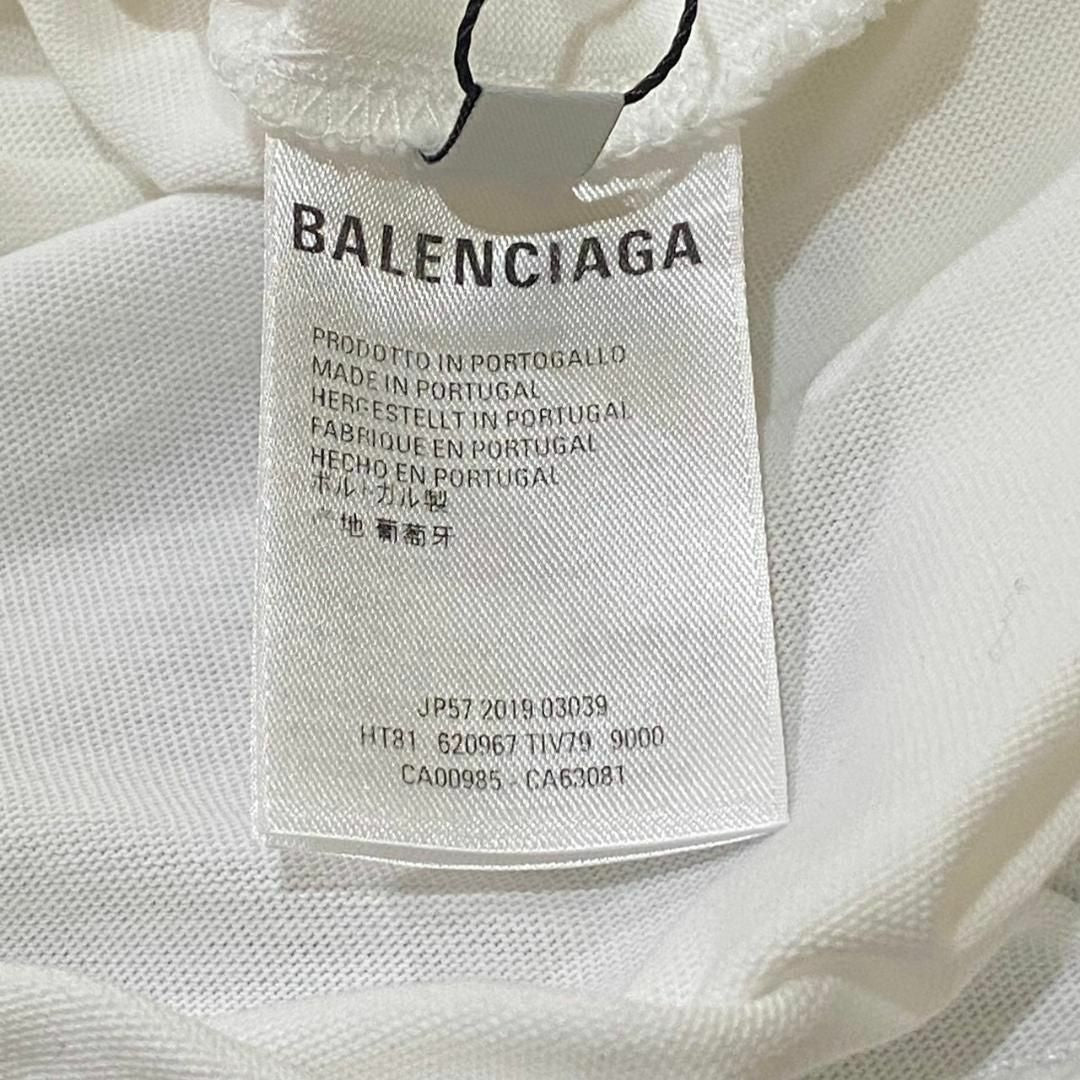 BALENCIAGA
PRODOTTO IN PORTOGALLO
MADE IN PORTUGAL
HERGESTELLT IN PORTUGAL
FABRIQUE EN PORTUGAL
HECHO EN PORTUGAL
ポルトガル製
产地 葡萄牙
JP57 2019 03039
HT81 620967 TIV79 9000
CA00985 - CA63081